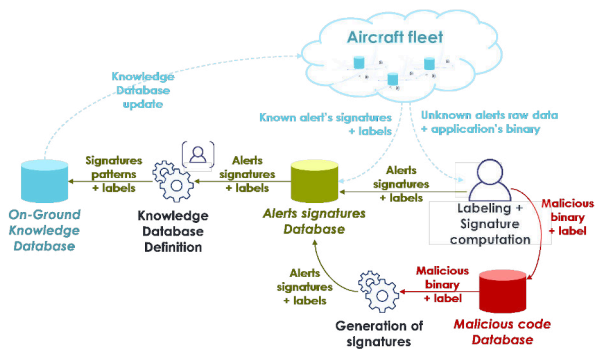 Aircraft fleet
Knowledge
Database
update
Known alert's signatures
+ labels
Unknown alerts raw data
+ application's binary
Signatures
patterns
+ labels
Alerts
signatures
+ labels
Alerts
signatures
+ labels
On-Ground
Knowledge
Database
Knowledge
Database
Definition
Alerts signatures
Database
Labeling +
Signature
computation
Malicious
binary
+ label
Alerts
signatures
+ labels
Malicious
binary
+ label
Generation of
signatures
Malicious code
Database